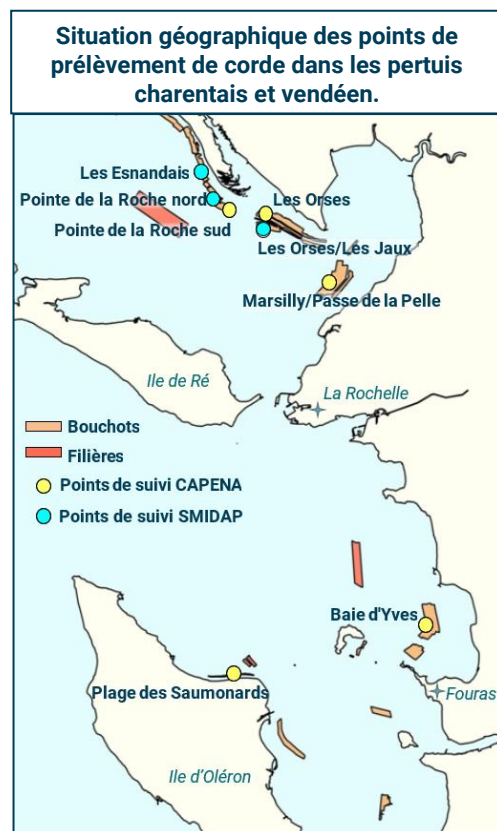 Situation géographique des points de
prélèvement de corde dans les pertuis
charentais et vendéen.
Les Esnandais
Pointe de la Roche nord
Les Orses
Pointe de la Roche sud
Les Orses/Les Jaux
Marsilly/Passe de la Pelle
Ile de Ré
La Rochelle
Bouchots
Filières
Points de suivi CAPENA
Points de suivi SMIDAP
Baie d'Yves
Plage des Saumonards
Fouras
Ile d'Oléron